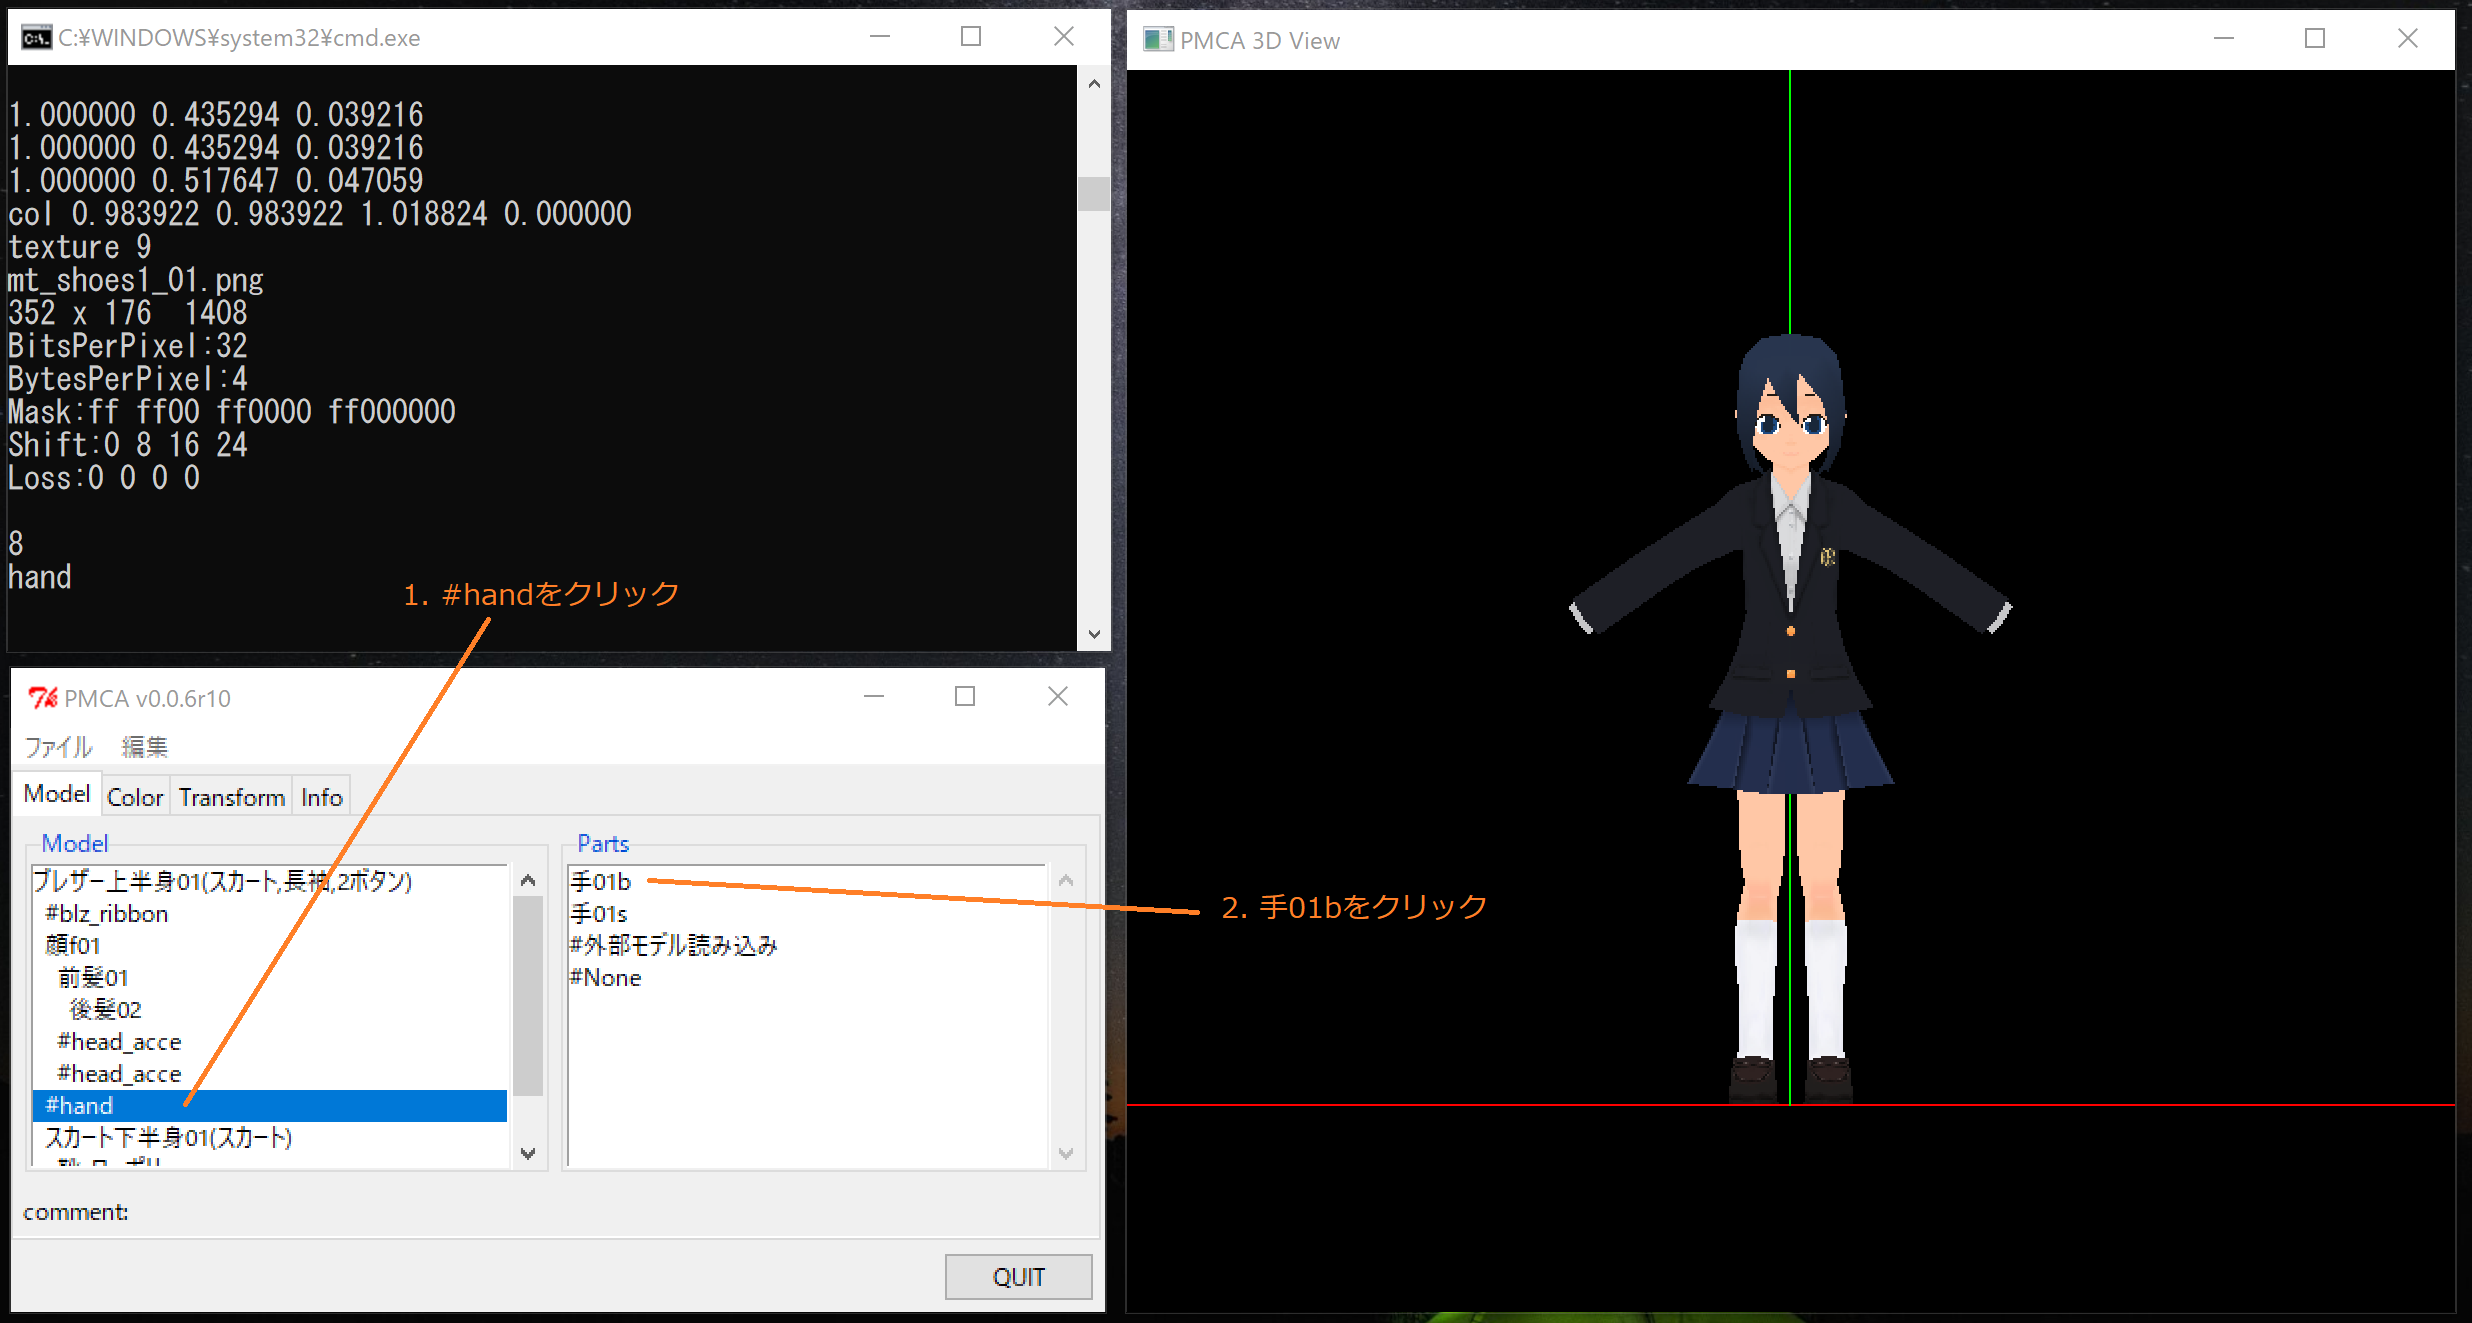 C:¥WINDOWS¥system32¥cmd.exe
1.000000 0.435294 0.039216
1.000000 0.435294 0.039216
1.000000 0.517647 0.047059
col 0.983922 0.983922 1.018824 0.000000
texture 9
mt_shoes1_01.png
352 x 176  1408
BitsPerPixel:32
BytesPerPixel:4
Mask:ff ff00 ff0000 ff000000
Shift:0 8 16 24
Loss:0 0 0 0
8
hand
1. #handをクリック
PMCA v0.0.6r10
ファイル 編集
Model Color Transform Info
Model
ブレザー上半身01(スカート,長袖,2ボタン)
#blz_ribbon
顔f01
前髪01
後髪02
#head_acce
#head_acce
#hand
スカート下半身01(スカート)
Parts
手01b
手01s
#外部モデル読み込み
#None
2. 手01bをクリック
comment:
QUIT
PMCA 3D View